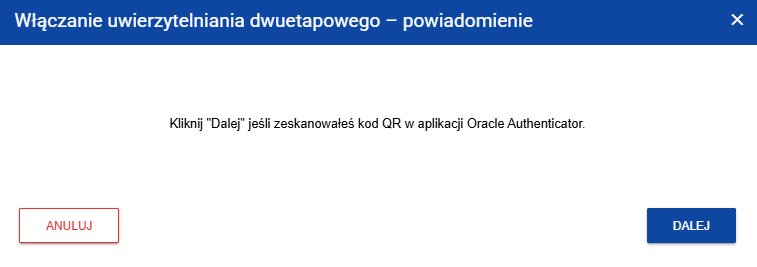 Włączanie uwierzytelniania dwuetapowego – powiadomienie
Kliknij "Dalej" jeśli zeskanowałeś kod QR w aplikacji Oracle Authenticator.
ANULUJ
DALEJ